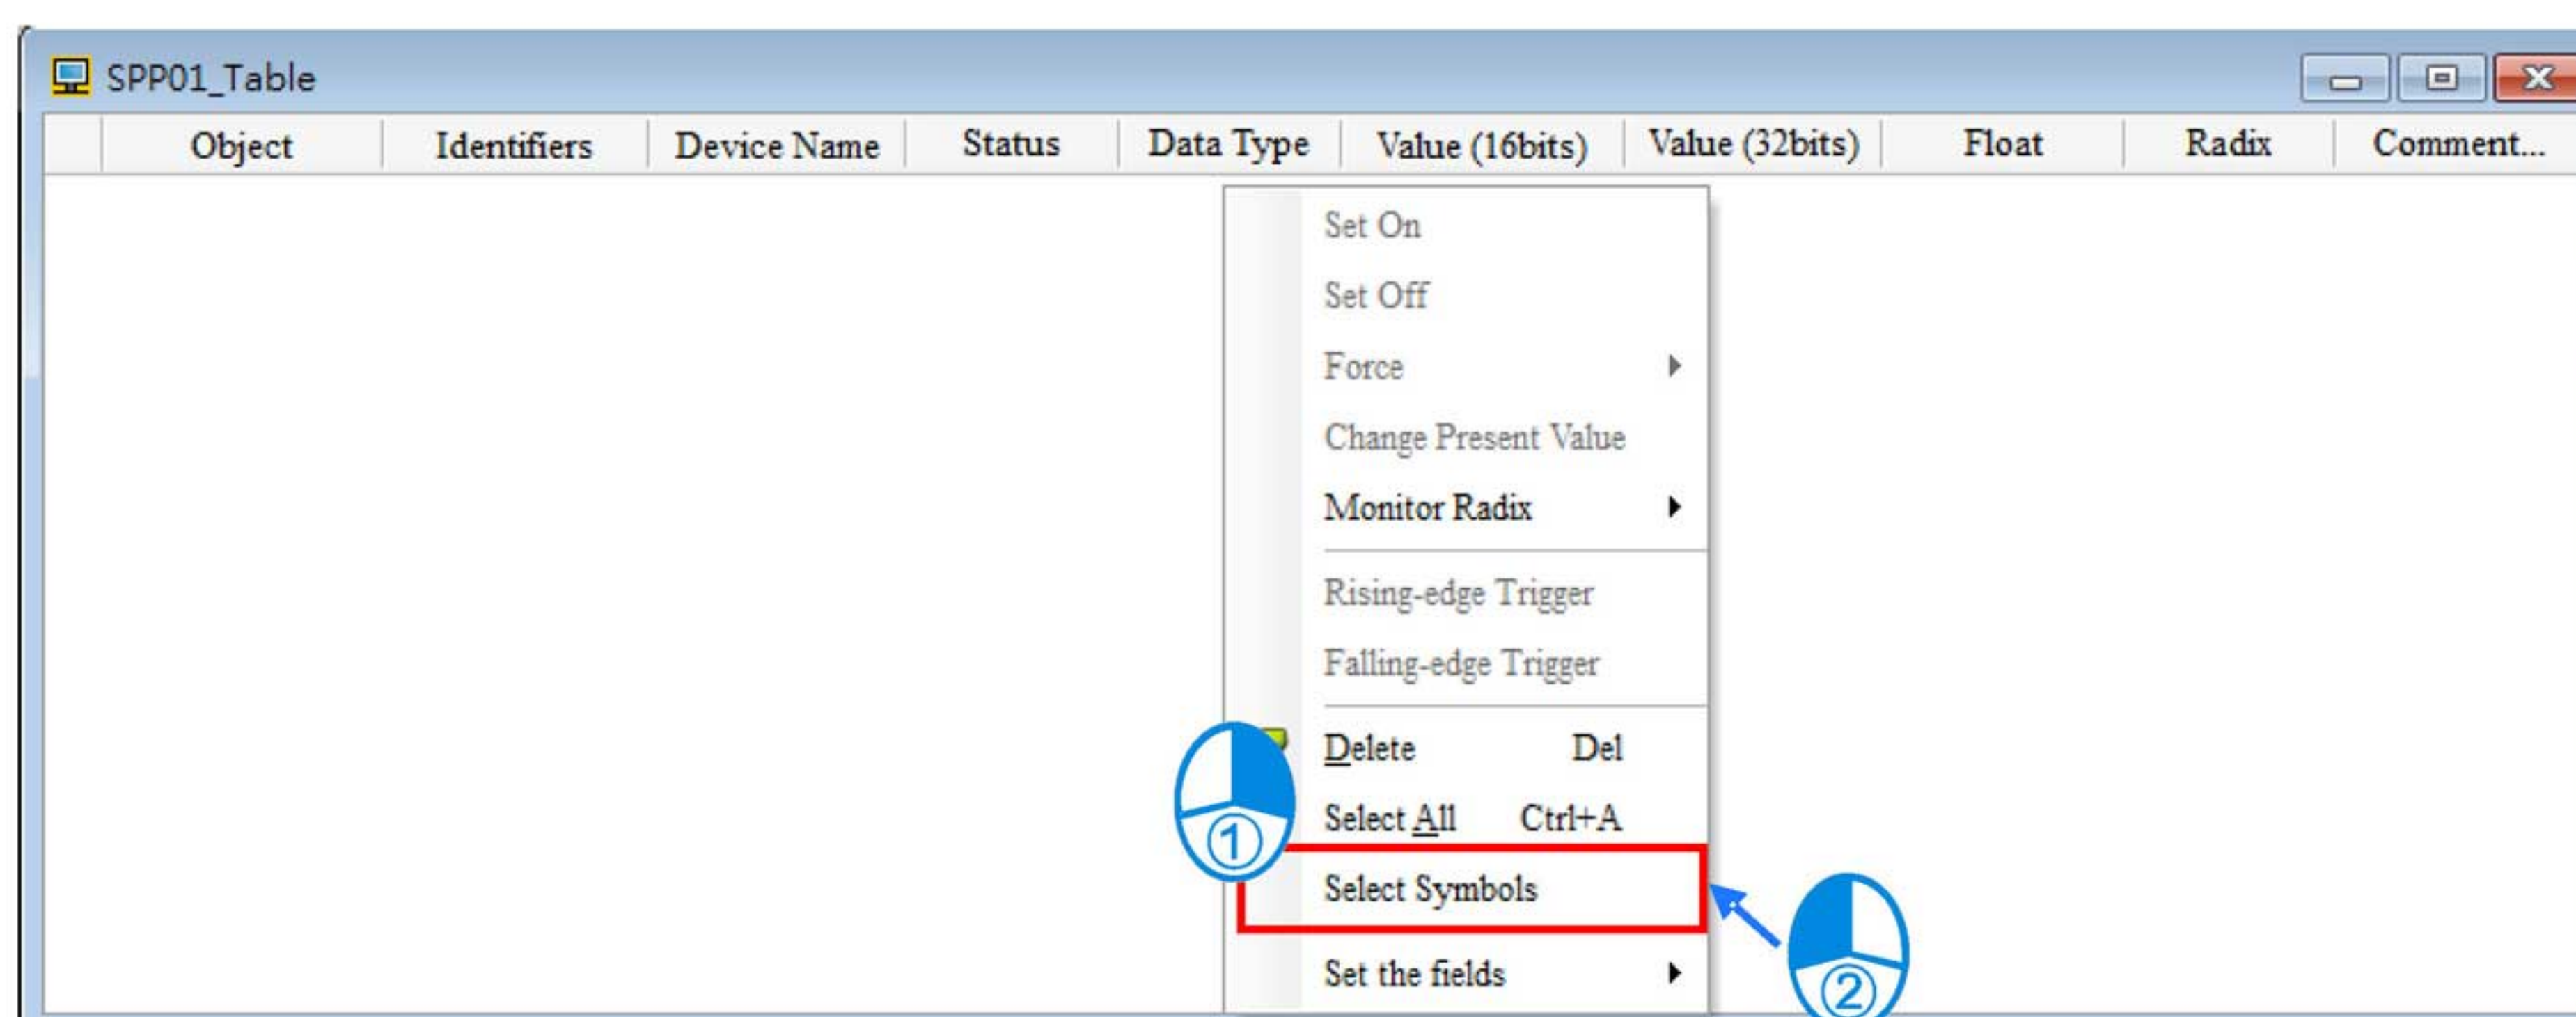 SPP01_Table
Object Identifiers Device Name Status Data Type Value (16bits) Value (32bits) Float Radix Comment...
Set On
Set Off
Force
Change Present Value
Monitor Radix
Rising-edge Trigger
Falling-edge Trigger
Delete Del
Select All Ctrl+A
①
Select Symbols
Set the fields
②